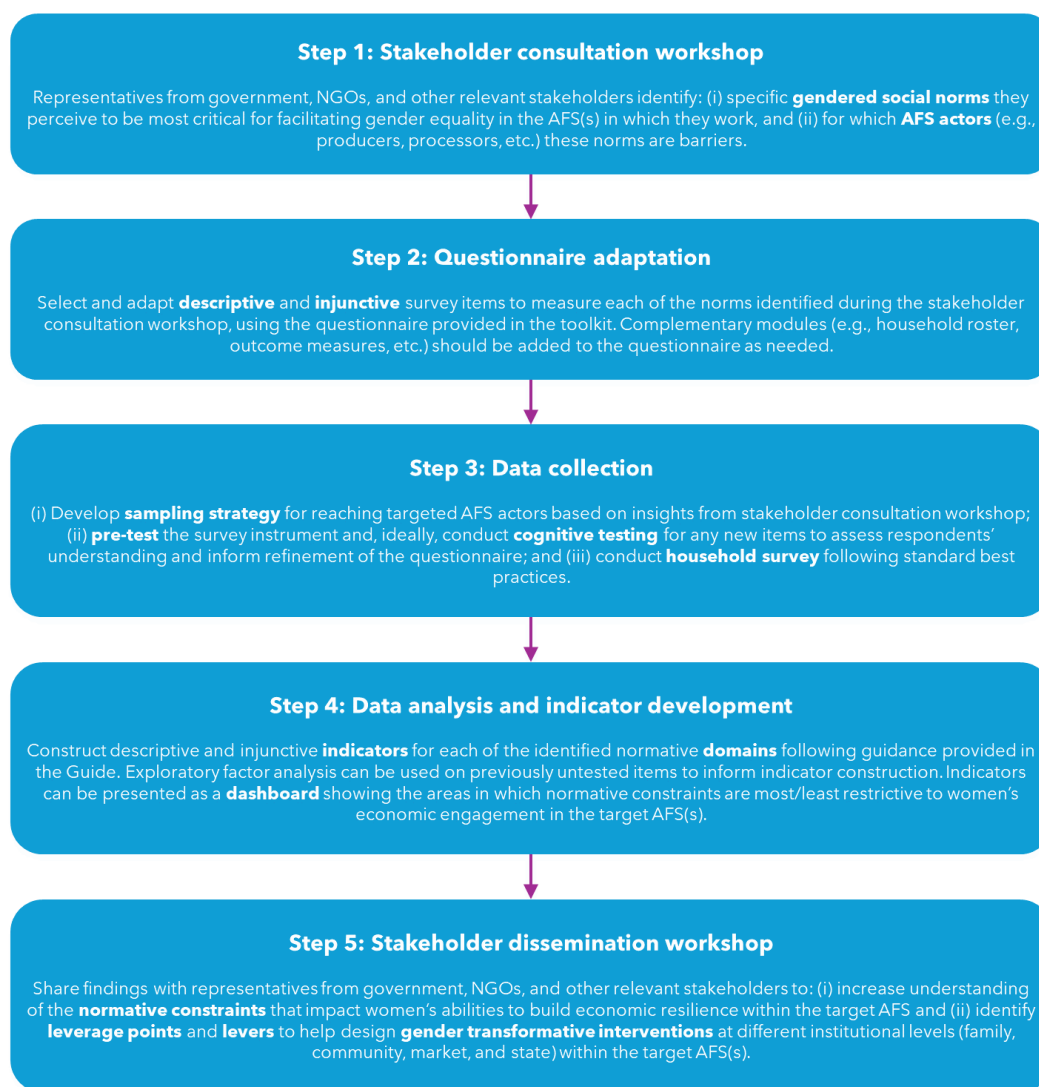 Step 1: Stakeholder consultation workshop
Representatives from government, NGOs, and other relevant stakeholders identify: (i) specific gendered social norms they
perceive to be most critical for facilitating gender equality in the AFS(s) in which they work, and (ii) for which AFS actors (e.g.,
producers, processors, etc.) these norms are barriers.
Step 2: Questionnaire adaptation
Select and adapt descriptive and injunctive survey items to measure each of the norms identified during the stakeholder
consultation workshop, using the questionnaire provided in the toolkit. Complementary modules (e.g., household roster,
outcome measures, etc.) should be added to the questionnaire as needed.
Step 3: Data collection
(i) Develop sampling strategy for reaching targeted AFS actors based on insights from stakeholder consultation workshop;
(ii) pre-test the survey instrument and, ideally, conduct cognitive testing for any new items to assess respondents’
understanding and inform refinement of the questionnaire; and (iii) conduct household survey following standard best
practices.
Step 4: Data analysis and indicator development
Construct descriptive and injunctive indicators for each of the identified normative domains following guidance provided in
the Guide. Exploratory factor analysis can be used on previously untested items to inform indicator construction. Indicators
can be presented as a dashboard showing the areas in which normative constraints are most/least restrictive to women’s
economic engagement in the target AFS(s).
Step 5: Stakeholder dissemination workshop
Share findings with representatives from government, NGOs, and other relevant stakeholders to: (i) increase understanding
of the normative constraints that impact women’s abilities to build economic resilience within the target AFS and (ii) identify
leverage points and levers to help design gender transformative interventions at different institutional levels (family,
community, market, and state) within the target AFS(s).